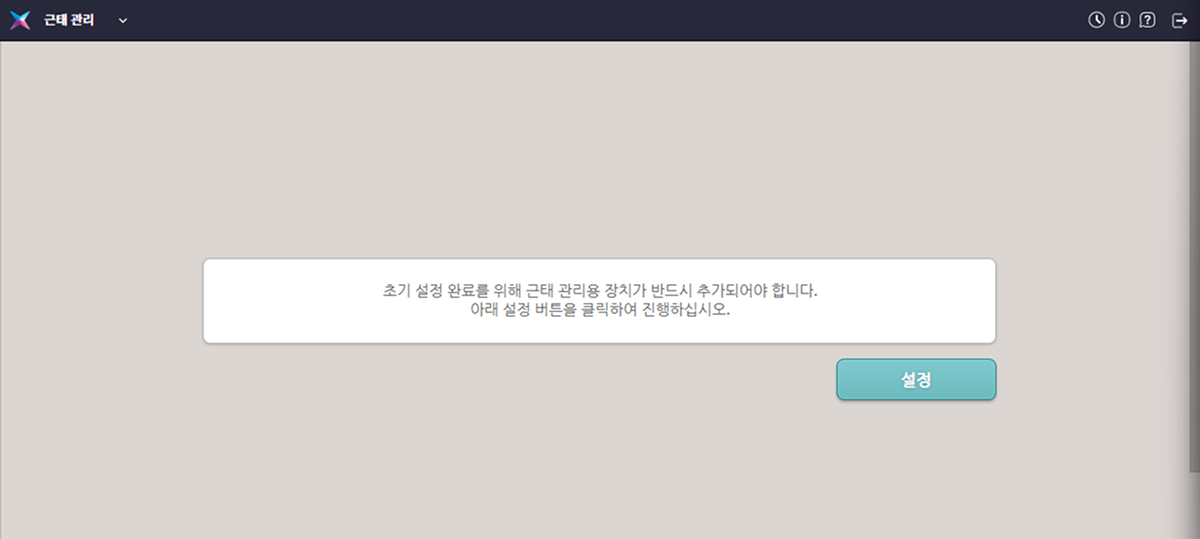 근태 관리
초기 설정 완료를 위해 근태 관리용 장치가 반드시 추가되어야 합니다.
아래 설정 버튼을 클릭하여 진행하십시오.
설정